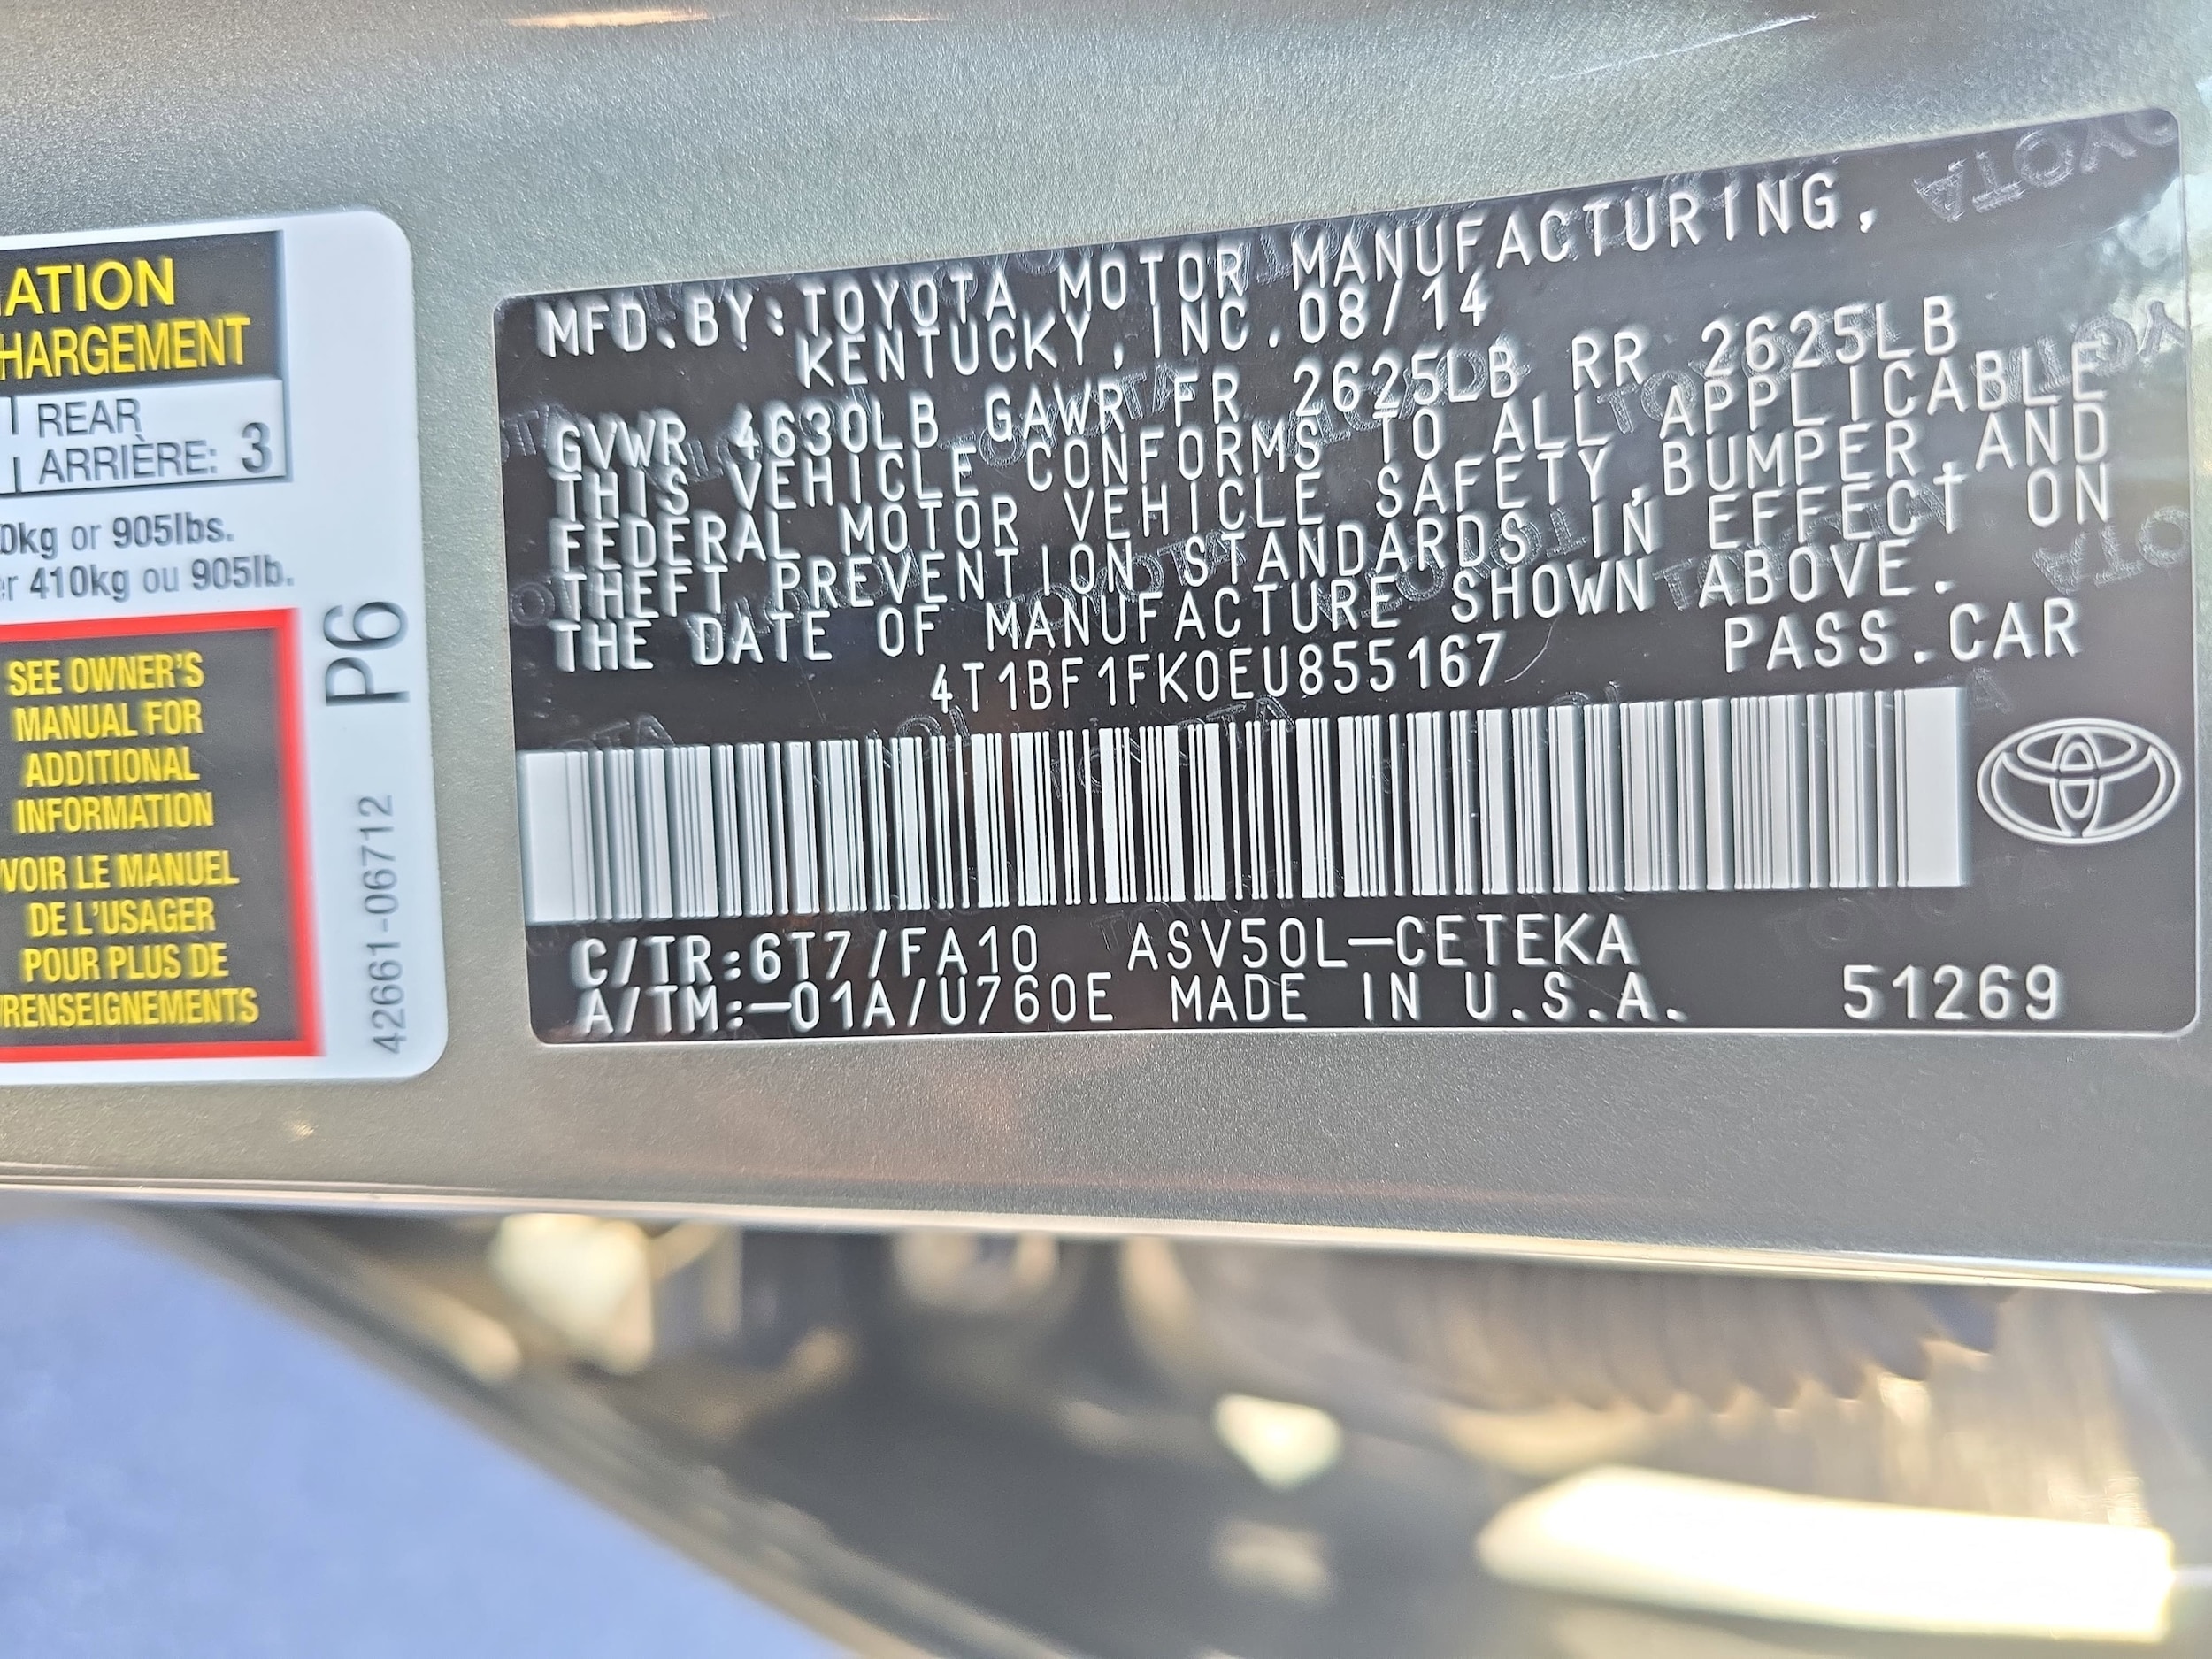 ATION
HARGEMENT
REAR
ARRIÈRE: 3
0kg or 905lbs.
er 410kg ou 905lb.
SEE OWNER'S
MANUAL FOR
ADDITIONAL
INFORMATION
VOIR LE MANUEL
DE L'USAGER
POUR PLUS DE
RENSEIGNEMENTS
P6
42661-06712
MFD.BY:TOYOTA MOTOR MANUFACTURING,
KENTUCKY,INC.08/14
GVWR 4630LB GAWR FR 2625LB RR 2625LB
THIS VEHICLE CONFORMS TO ALL APPLICABLE
FEDERAL MOTOR VEHICLE SAFETY,BUMPER,AND
THEFT PREVENTION STANDARDS IN EFFECT ON
THE DATE OF MANUFACTURE SHOWN ABOVE.
4T1BF1FK0EU855167 PASS.CAR
C/TR:6T7/FA10 ASV50L-CETEKA
A/TM:-01A/U760E MADE IN U.S.A. 51269